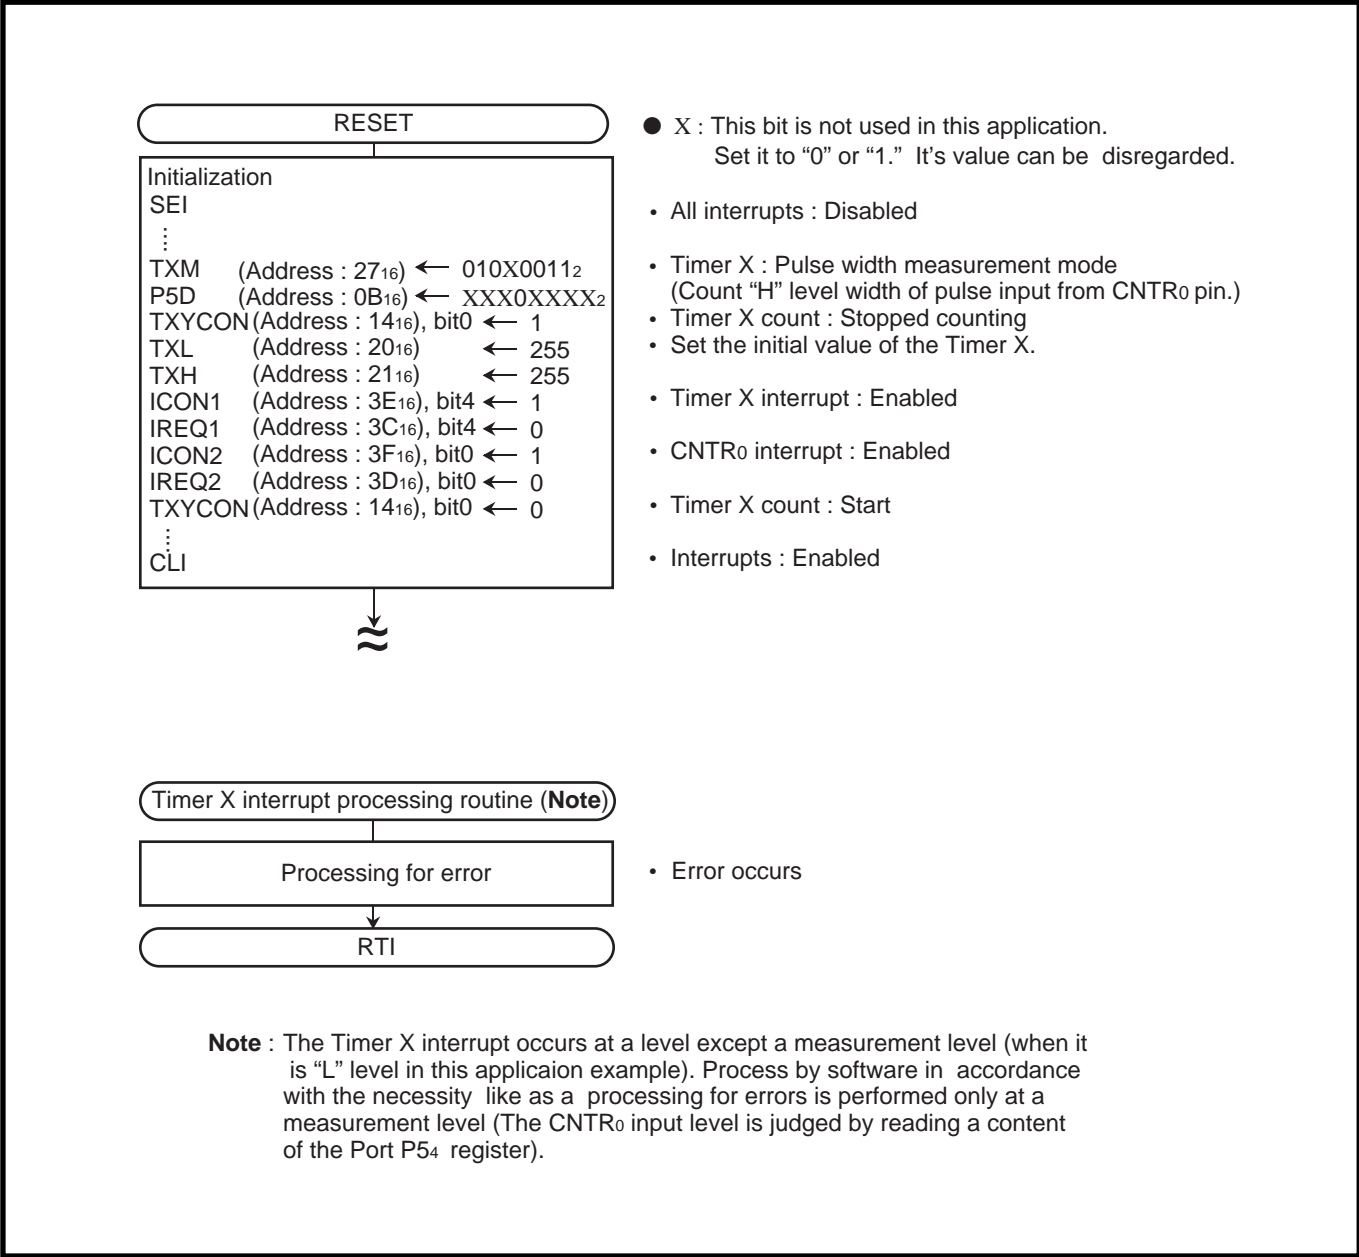 RESET
● X : This bit is not used in this application.
Set it to “0” or “1.” It’s value can be disregarded.
Initialization
SEI
• All interrupts : Disabled
TXM (Address : 2716) ← 010X00112
• Timer X : Pulse width measurement mode
P5D (Address : 0B16) ← XXX0XXXX2
(Count “H” level width of pulse input from CNTR0 pin.)
TXYCON (Address : 1416), bit0 ← 1
• Timer X count : Stopped counting
TXL (Address : 2016) ← 255
• Set the initial value of the Timer X.
TXH (Address : 2116) ← 255
ICON1 (Address : 3E16), bit4 ← 1
• Timer X interrupt : Enabled
IREQ1 (Address : 3C16), bit4 ← 0
ICON2 (Address : 3F16), bit0 ← 1
• CNTR0 interrupt : Enabled
IREQ2 (Address : 3D16), bit0 ← 0
TXYCON (Address : 1416), bit0 ← 0
• Timer X count : Start
CLI
• Interrupts : Enabled
≈
Timer X interrupt processing routine (Note)
Processing for error
• Error occurs
RTI
Note : The Timer X interrupt occurs at a level except a measurement level (when it
is “L” level in this applicaion example). Process by software in accordance
with the necessity like as a processing for errors is performed only at a
measurement level (The CNTR0 input level is judged by reading a content
of the Port P54 register).